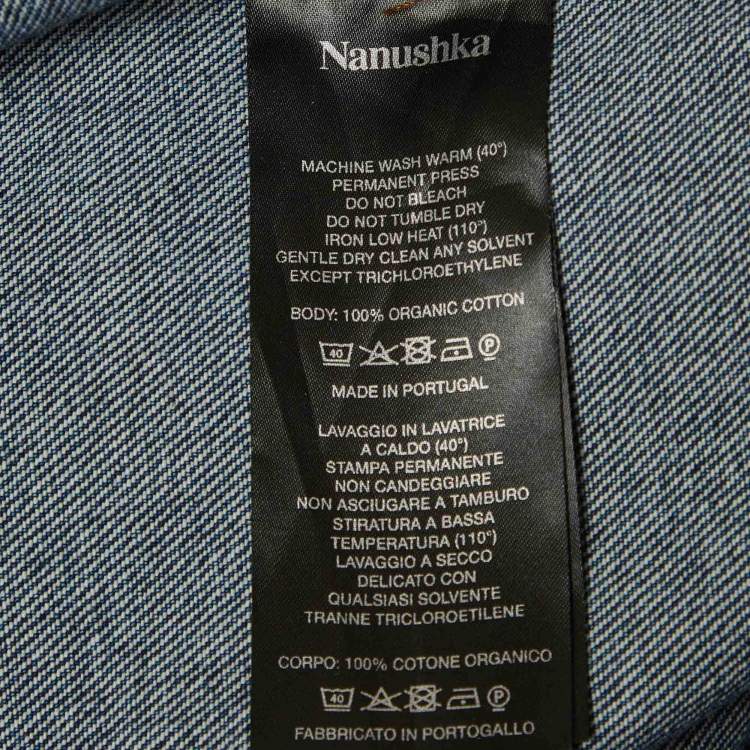 Nanushka
MACHINE WASH WARM (40°)
PERMANENT PRESS
DO NOT BLEACH
DO NOT TUMBLE DRY
IRON LOW HEAT (110°)
GENTLE DRY CLEAN ANY SOLVENT
EXCEPT TRICHLOROETHYLENE
BODY: 100% ORGANIC COTTON
40 P
MADE IN PORTUGAL
LAVAGGIO IN LAVATRICE
A CALDO (40°)
STAMPA PERMANENTE
NON CANDEGGIARE
NON ASCIUGARE A TAMBURO
STIRATURA A BASSA
TEMPERATURA (110°)
LAVAGGIO A SECCO
DELICATO CON
QUALSIASI SOLVENTE
TRANNE TRICLOROETILENE
CORPO: 100% COTONE ORGANICO
40 P
FABBRICATO IN PORTOGALLO